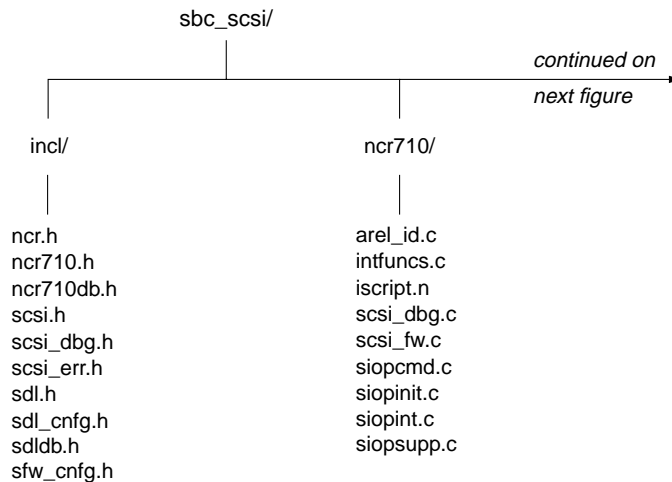 sbc_scsi/
continued on
next figure
incl/
ncr710/
ncr.h
ncr710.h
ncr710db.h
scsi.h
scsi_dbg.h
scsi_err.h
sdl.h
sdl_cnfg.h
sdldb.h
sfw_cnfg.h
arel_id.c
intfuncs.c
iscript.n
scsi_dbg.c
scsi_fw.c
siopcmd.c
siopinit.c
siopint.c
siopsupp.c